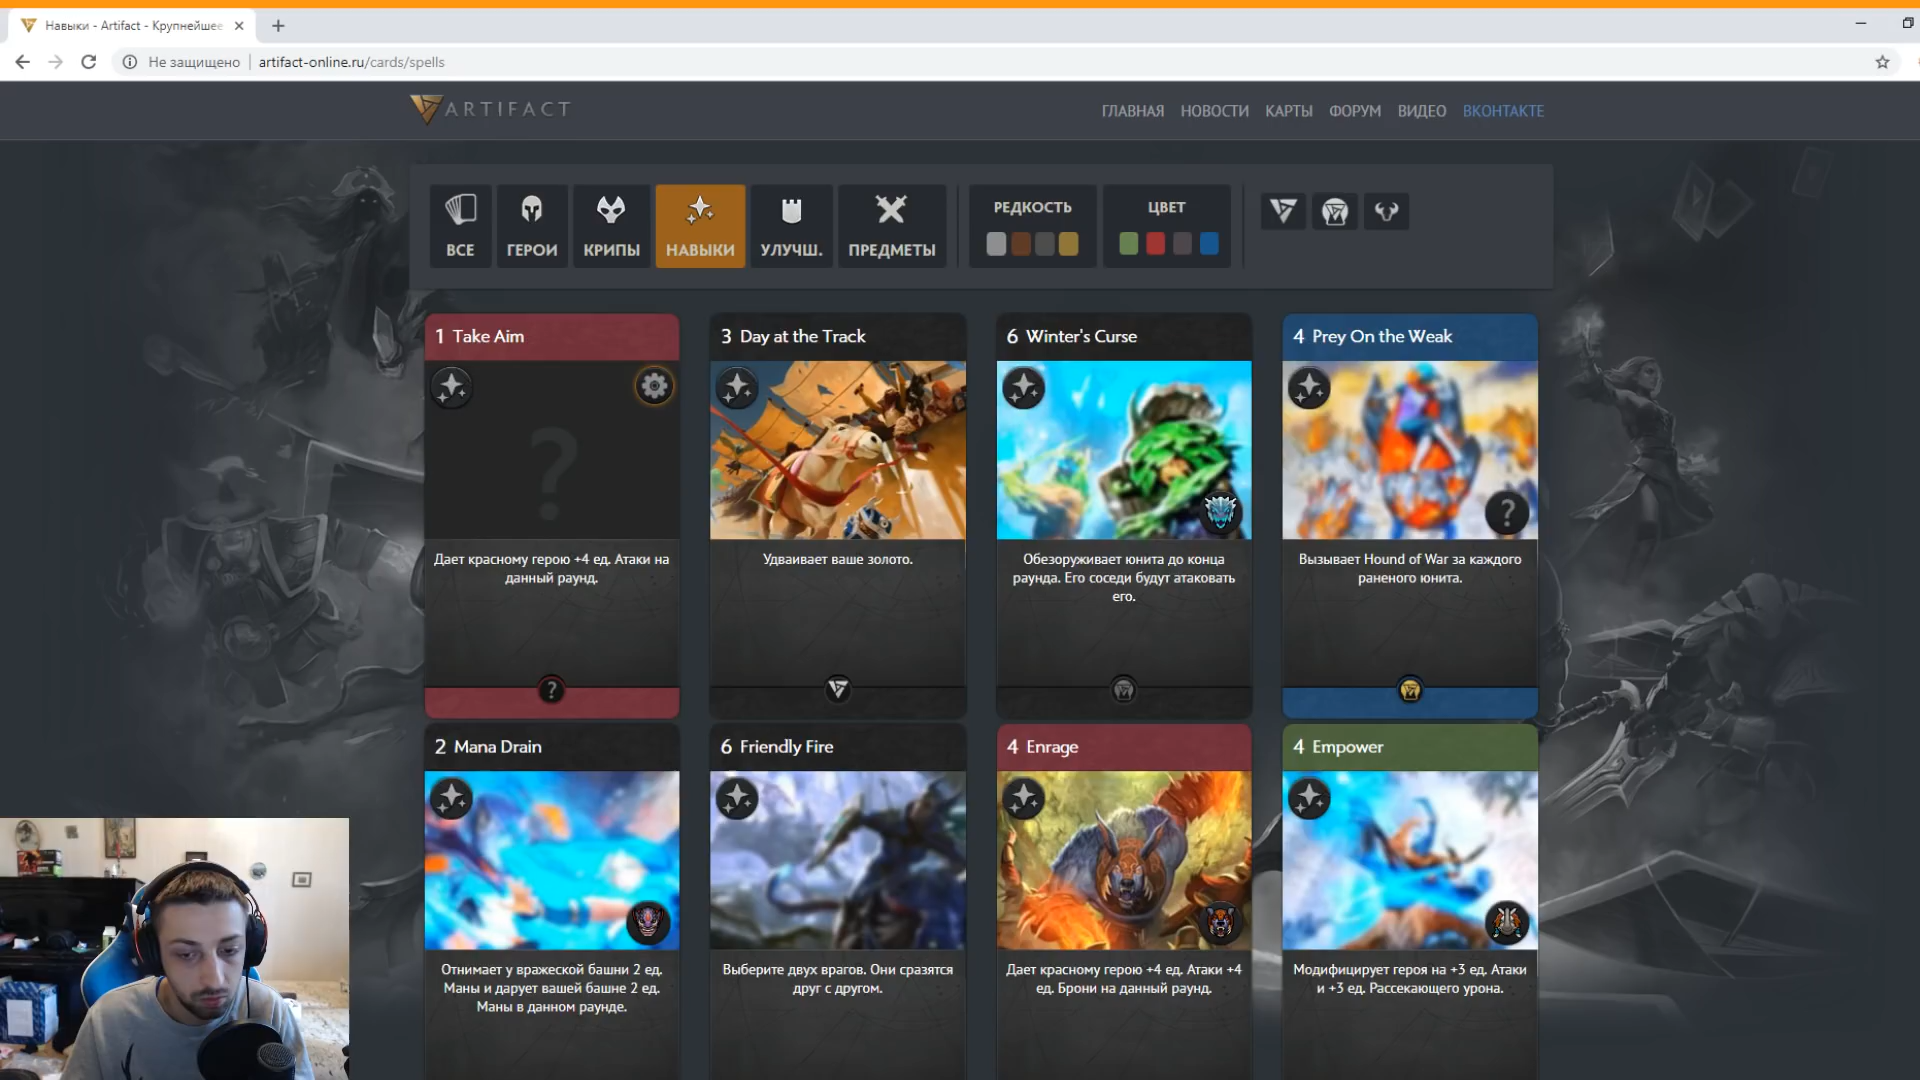 Навыки - Artifact - Крупнейшее
Не защищено
artifact-online.ru/cards/spells
ARTIFACT
ГЛАВНАЯ НОВОСТИ КАРТЫ ФОРУМ ВИДЕО ВКОНТАКТЕ
ВСЕ ГЕРОИ КРИПЫ НАВЫКИ УЛУЧШ. ПРЕДМЕТЫ
РЕДКОСТЬ ЦВЕТ
1 Take Aim
?
Дает красному герою +4 ед. Атаки на
данный раунд.
?
3 Day at the Track
Удваивает ваше золото.
6 Winter's Curse
Обезоруживает юнита до конца
раунда. Его соседи будут атаковать
его.
4 Prey On the Weak
?
Вызывает Hound of War за каждого
раненого юнита.
2 Mana Drain
Отнимает у вражеской башни 2 ед.
Маны и дарует вашей башне 2 ед.
Маны в данном раунде.
6 Friendly Fire
Выберите двух врагов. Они сразятся
друг с другом.
4 Enrage
Дает красному герою +4 ед. Атаки +4
ед. Брони на данный раунд.
4 Empower
Модифицирует героя на +3 ед. Атаки
и +3 ед. Рассекающего урона.